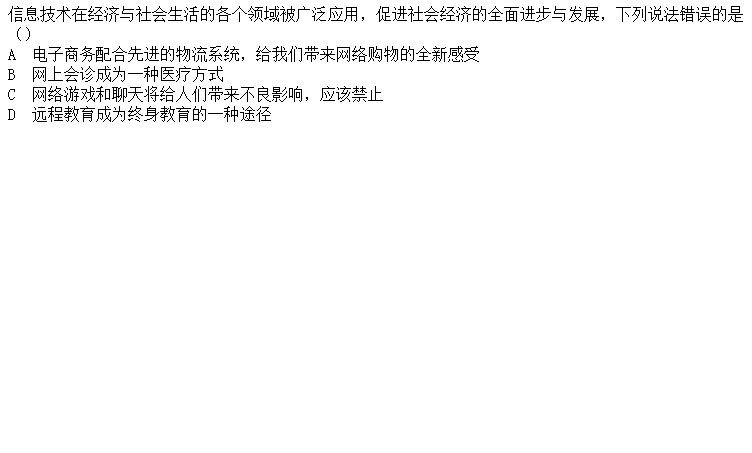 信息技术在经济与社会生活的各个领域被广泛应用，促进社会经济的全面进步与发展，下列说法错误的是
（）
A  电子商务配合先进的物流系统，给我们带来网络购物的全新感受
B  网上会诊成为一种医疗方式
C  网络游戏和聊天将给人们带来不良影响，应该禁止
D  远程教育成为终身教育的一种途径